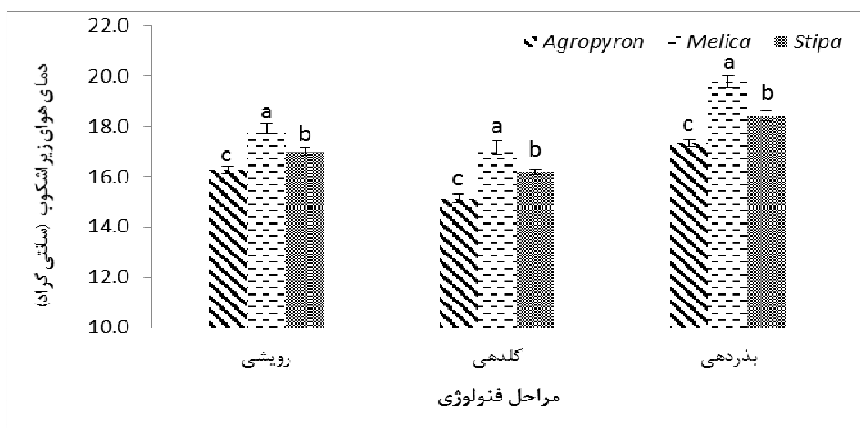 22.0
20.0
18.0
16.0
14.0
12.0
10.0
دمای هوای زیراشکوب (سانتی گراد)
Agropyron Melica Stipa
c a b
c a b
c a b
رویشی
گلدهی
بذردهی
مراحل فنولوژی